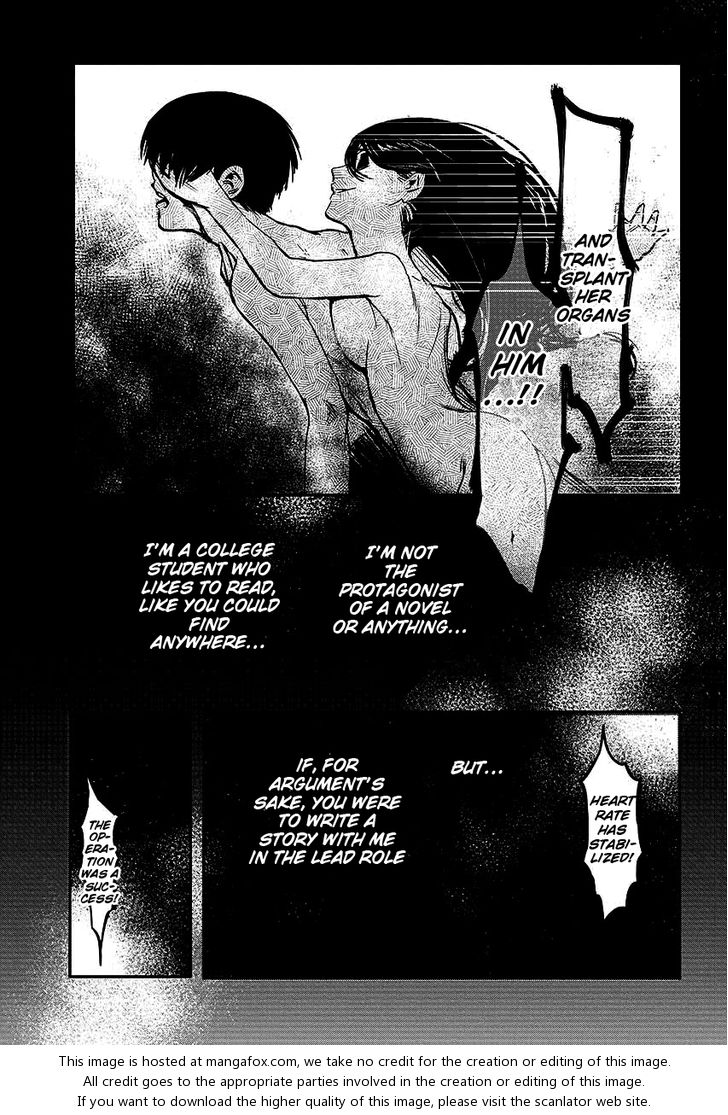 AND
TRAN-
SPLANT
HER
ORGANS
IN
HIM
...!!
I'M NOT
THE
PROTAGONIST
OF A NOVEL
OR ANYTHING...
I'M A COLLEGE
STUDENT WHO
LIKES TO READ,
LIKE YOU COULD
FIND
ANYWHERE...
HEART
RATE
HAS
STABI-
LIZED!
BUT...
IF, FOR
ARGUMENT'S
SAKE, YOU WERE
TO WRITE A
STORY WITH ME
IN THE LEAD ROLE
THE
OP-
ERA-
TION
WAS A
SUC-
CESS!
This image is hosted at mangafox.com, we take no credit for the creation or editing of this image.
All credit goes to the appropriate parties involved in the creation or editing of this image.
If you want to download the higher quality of this image, please visit the scanlator web site.